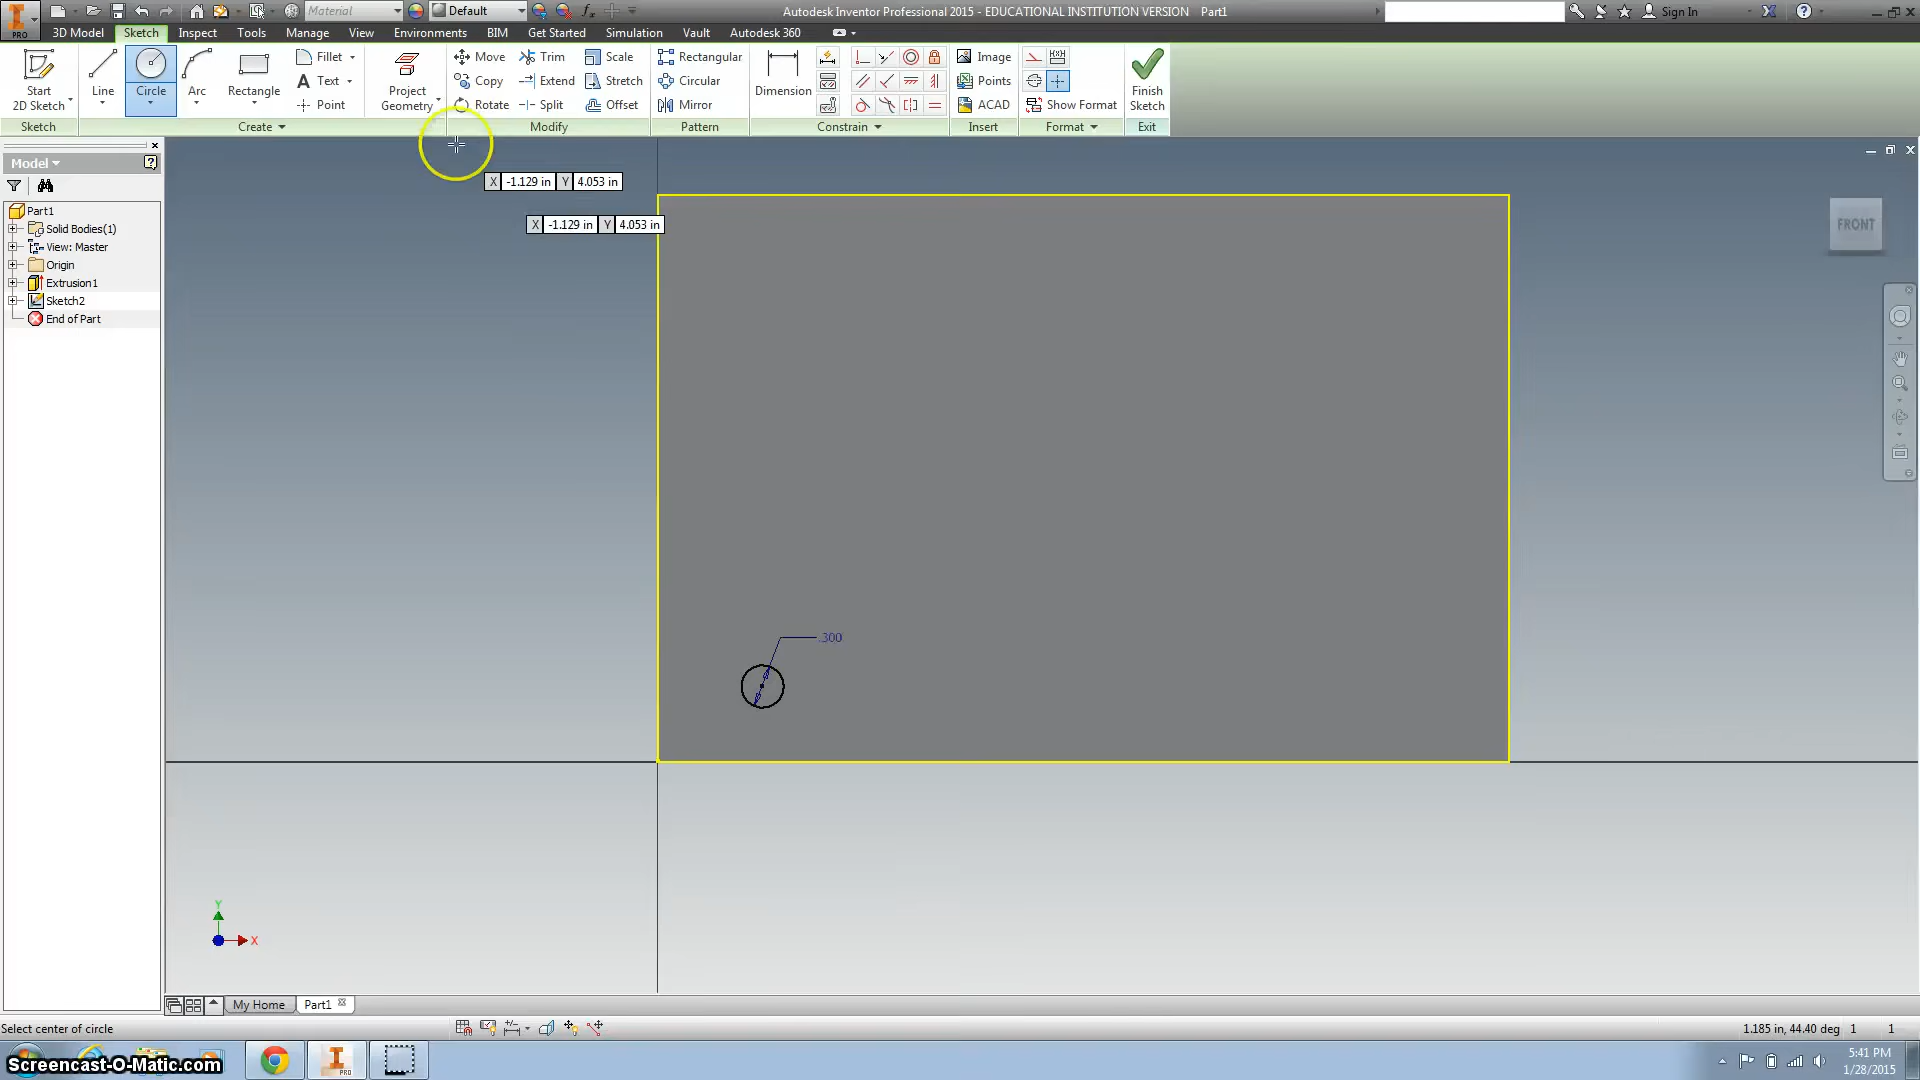 Material
Default
Autodesk Inventor Professional 2015 - EDUCATIONAL INSTITUTION VERSION Part1
Sign In
PRO
3D Model Sketch Inspect Tools Manage View Environments BIM Get Started Simulation Vault Autodesk 360
Start
2D Sketch
Line
Circle
Arc
Rectangle
Fillet
Text
Point
Project
Geometry
Move
Copy
Rotate
Trim
Extend
Split
Scale
Stretch
Offset
Rectangular
Circular
Mirror
Dimension
Image
Points
ACAD
Show Format
Finish
Sketch
Sketch Create Modify Pattern Constrain Insert Format Exit
Model
Part1
Solid Bodies(1)
View: Master
Origin
Extrusion1
Sketch2
End of Part
X -1.129 in Y 4.053 in
X -1.129 in Y 4.053 in
FRONT
.300
Y
X
My Home Part1
Select center of circle
1.185 in, 44.40 deg 1 1
Screencast-O-Matic.com
PRO
5:41 PM
1/28/2015